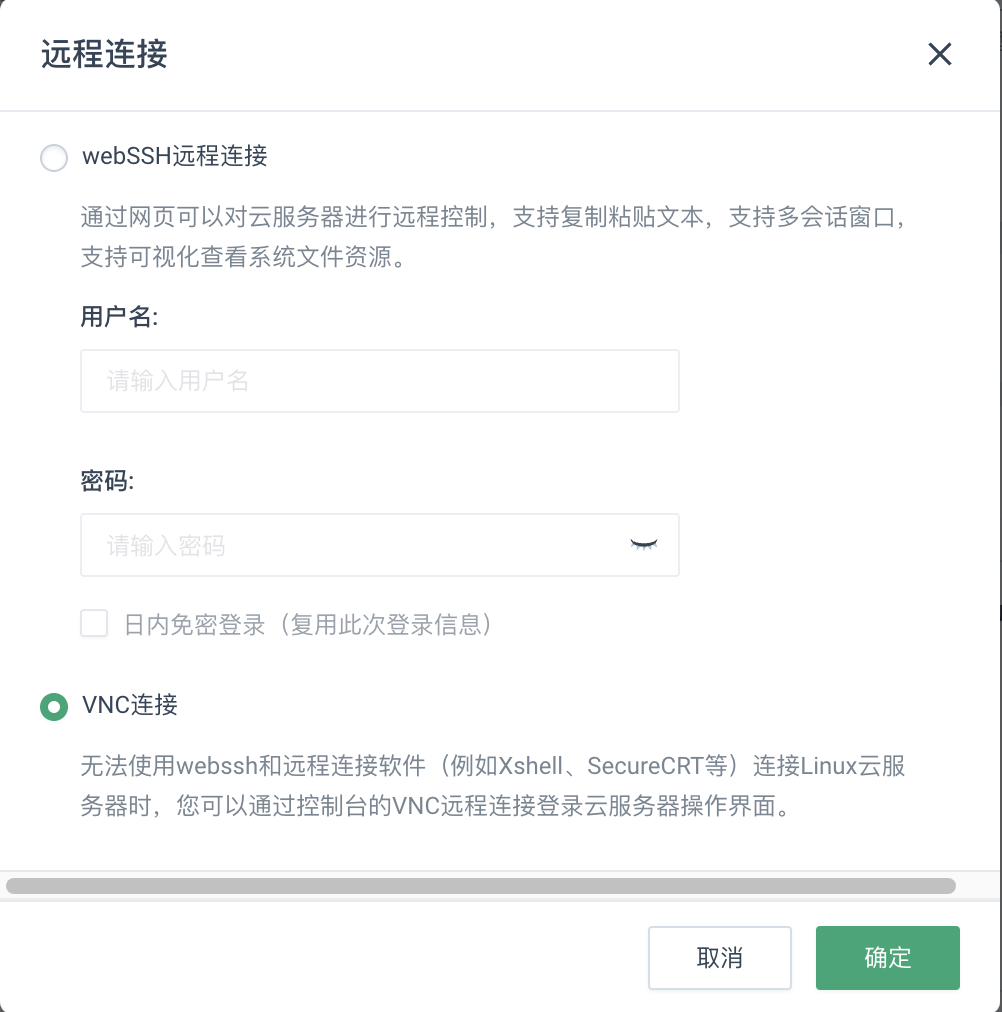 远程连接
webSSH远程连接
通过网页可以对云服务器进行远程控制，支持复制粘贴文本，支持多会话窗口，
支持可视化查看系统文件资源。
用户名:
请输入用户名
密码:
请输入密码
日内免密登录（复用此次登录信息）
VNC连接
无法使用webssh和远程连接软件（例如Xshell、SecureCRT等）连接Linux云服
务器时，您可以通过控制台的VNC远程连接登录云服务器操作界面。
取消
确定